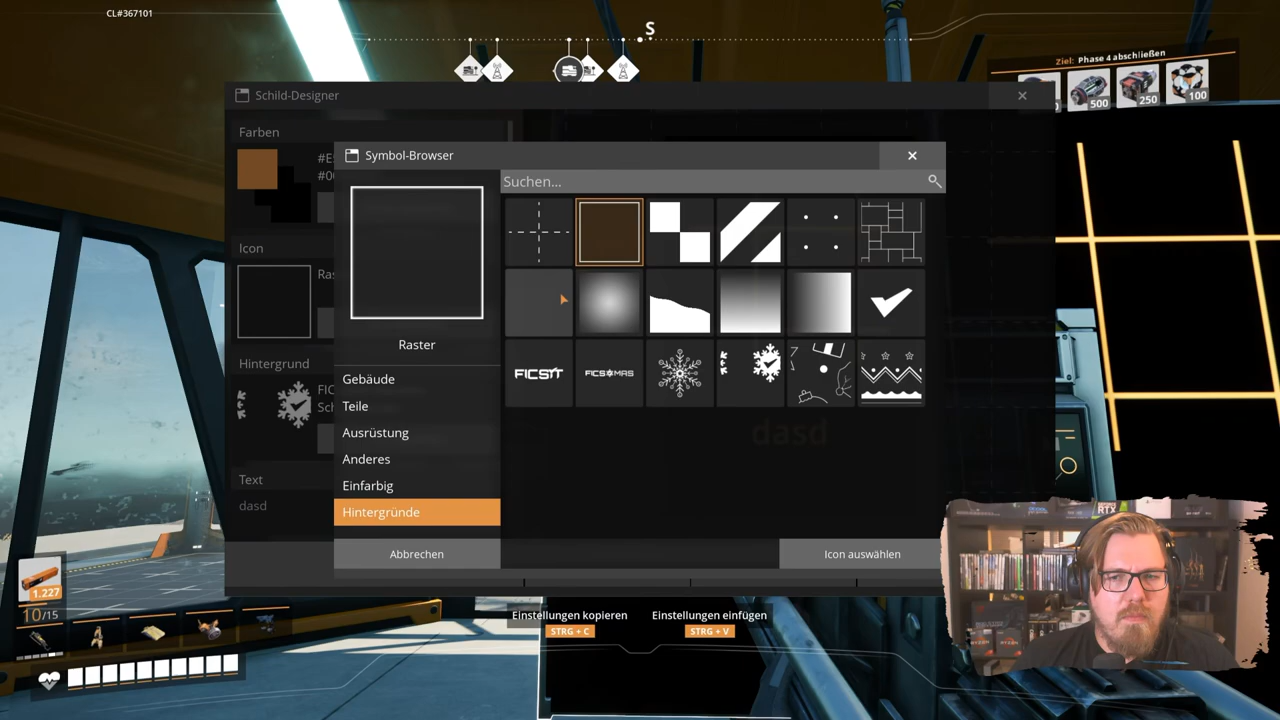 CL#367101
S
Ziel: Phase 4 abschließen
500
250
100
Schild-Designer
Farben
Icon
Hintergrund
Text
dasd
Symbol-Browser
Suchen...
Raster
Gebäude
Teile
Ausrüstung
Anderes
Einfarbig
Hintergründe
FICSIT
FICSMAS
Abbrechen
Icon auswählen
dasd
1.227
10/15
Einstellungen kopieren
STRG + C
Einstellungen einfügen
STRG + V
RTX